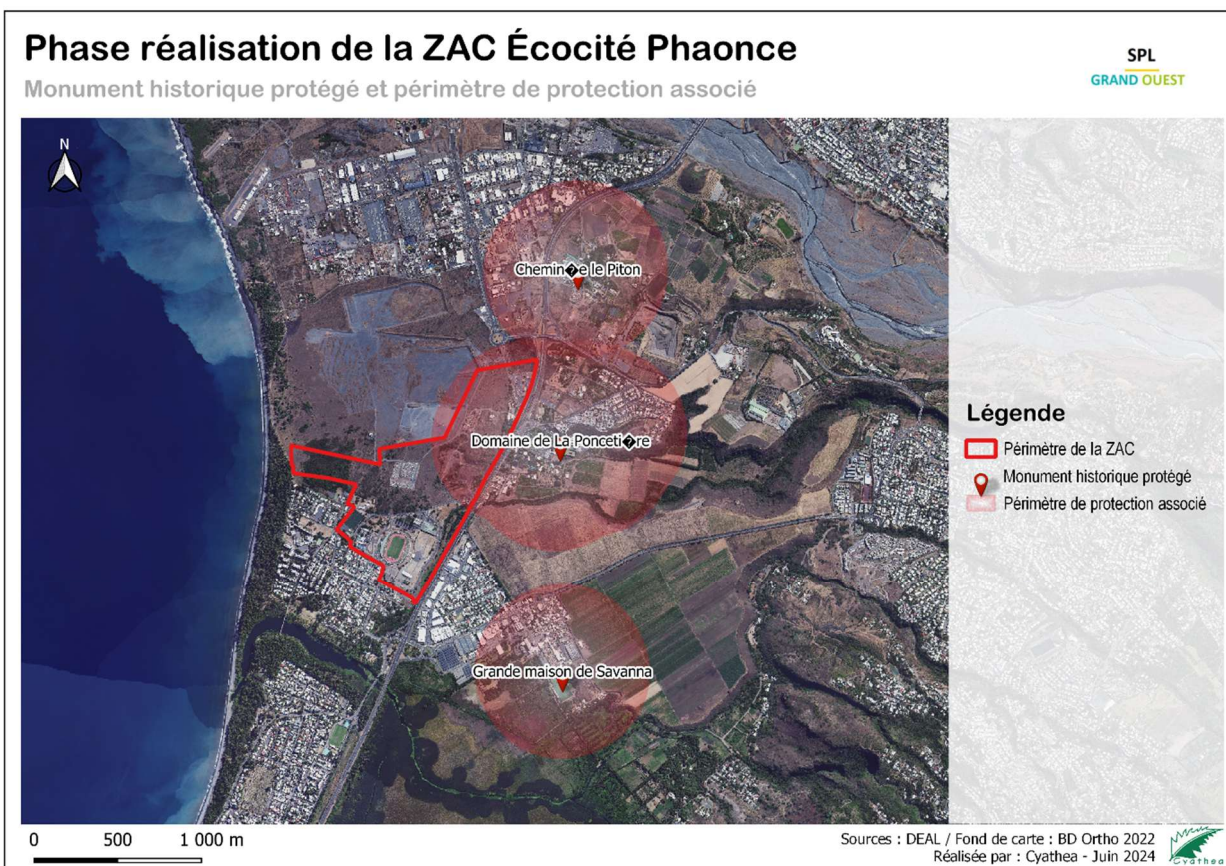 Phase réalisation de la ZAC Écocité Phaonce
Monument historique protégé et périmètre de protection associé
SPL
GRAND OUEST
N
Chemin�e le Piton
Domaine de La Ponceti�re
Grande maison de Savanna
Légende
Périmètre de la ZAC
Monument historique protégé
Périmètre de protection associé
0 500 1 000 m
Sources : DEAL / Fond de carte : BD Ortho 2022
Réalisée par : Cyathea - Juin 2024
Cyathea